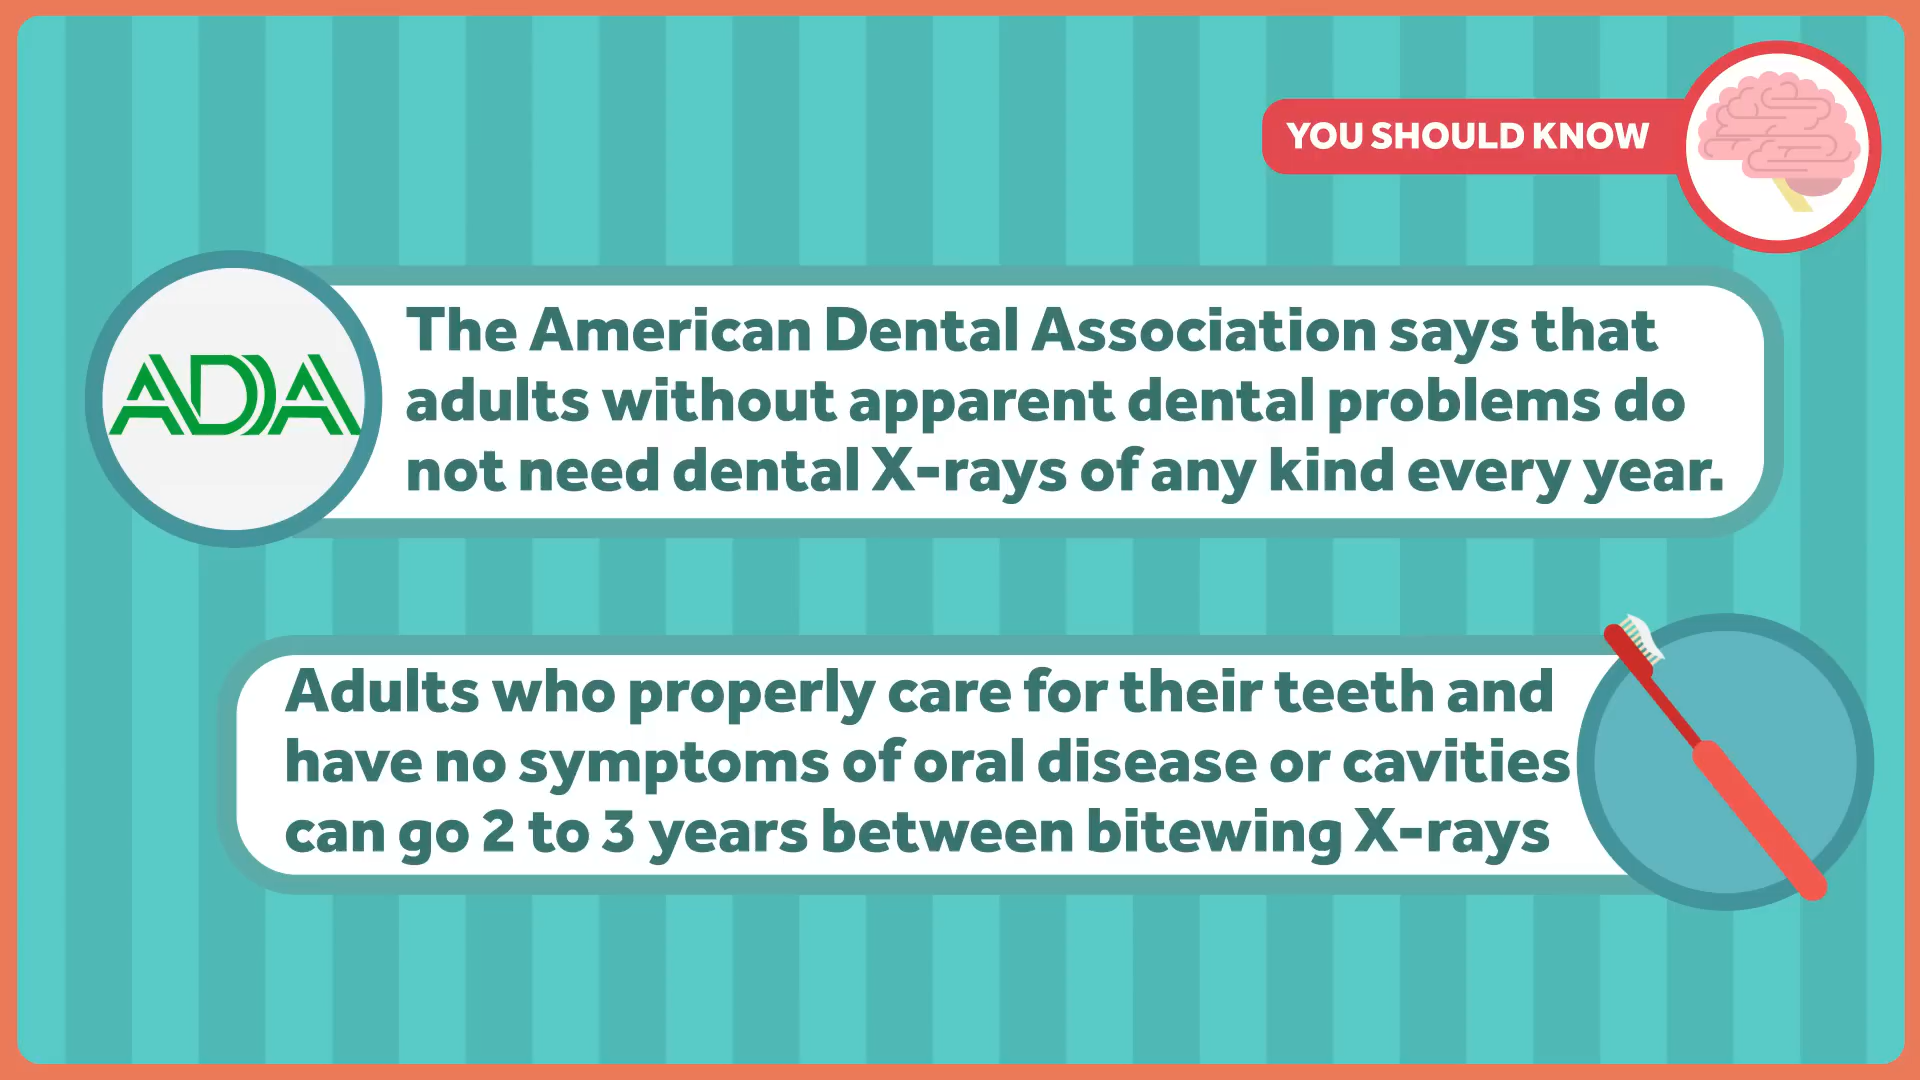 YOU SHOULD KNOW
ADA
The American Dental Association says that
adults without apparent dental problems do
not need dental X-rays of any kind every year.
Adults who properly care for their teeth and
have no symptoms of oral disease or cavities
can go 2 to 3 years between bitewing X-rays